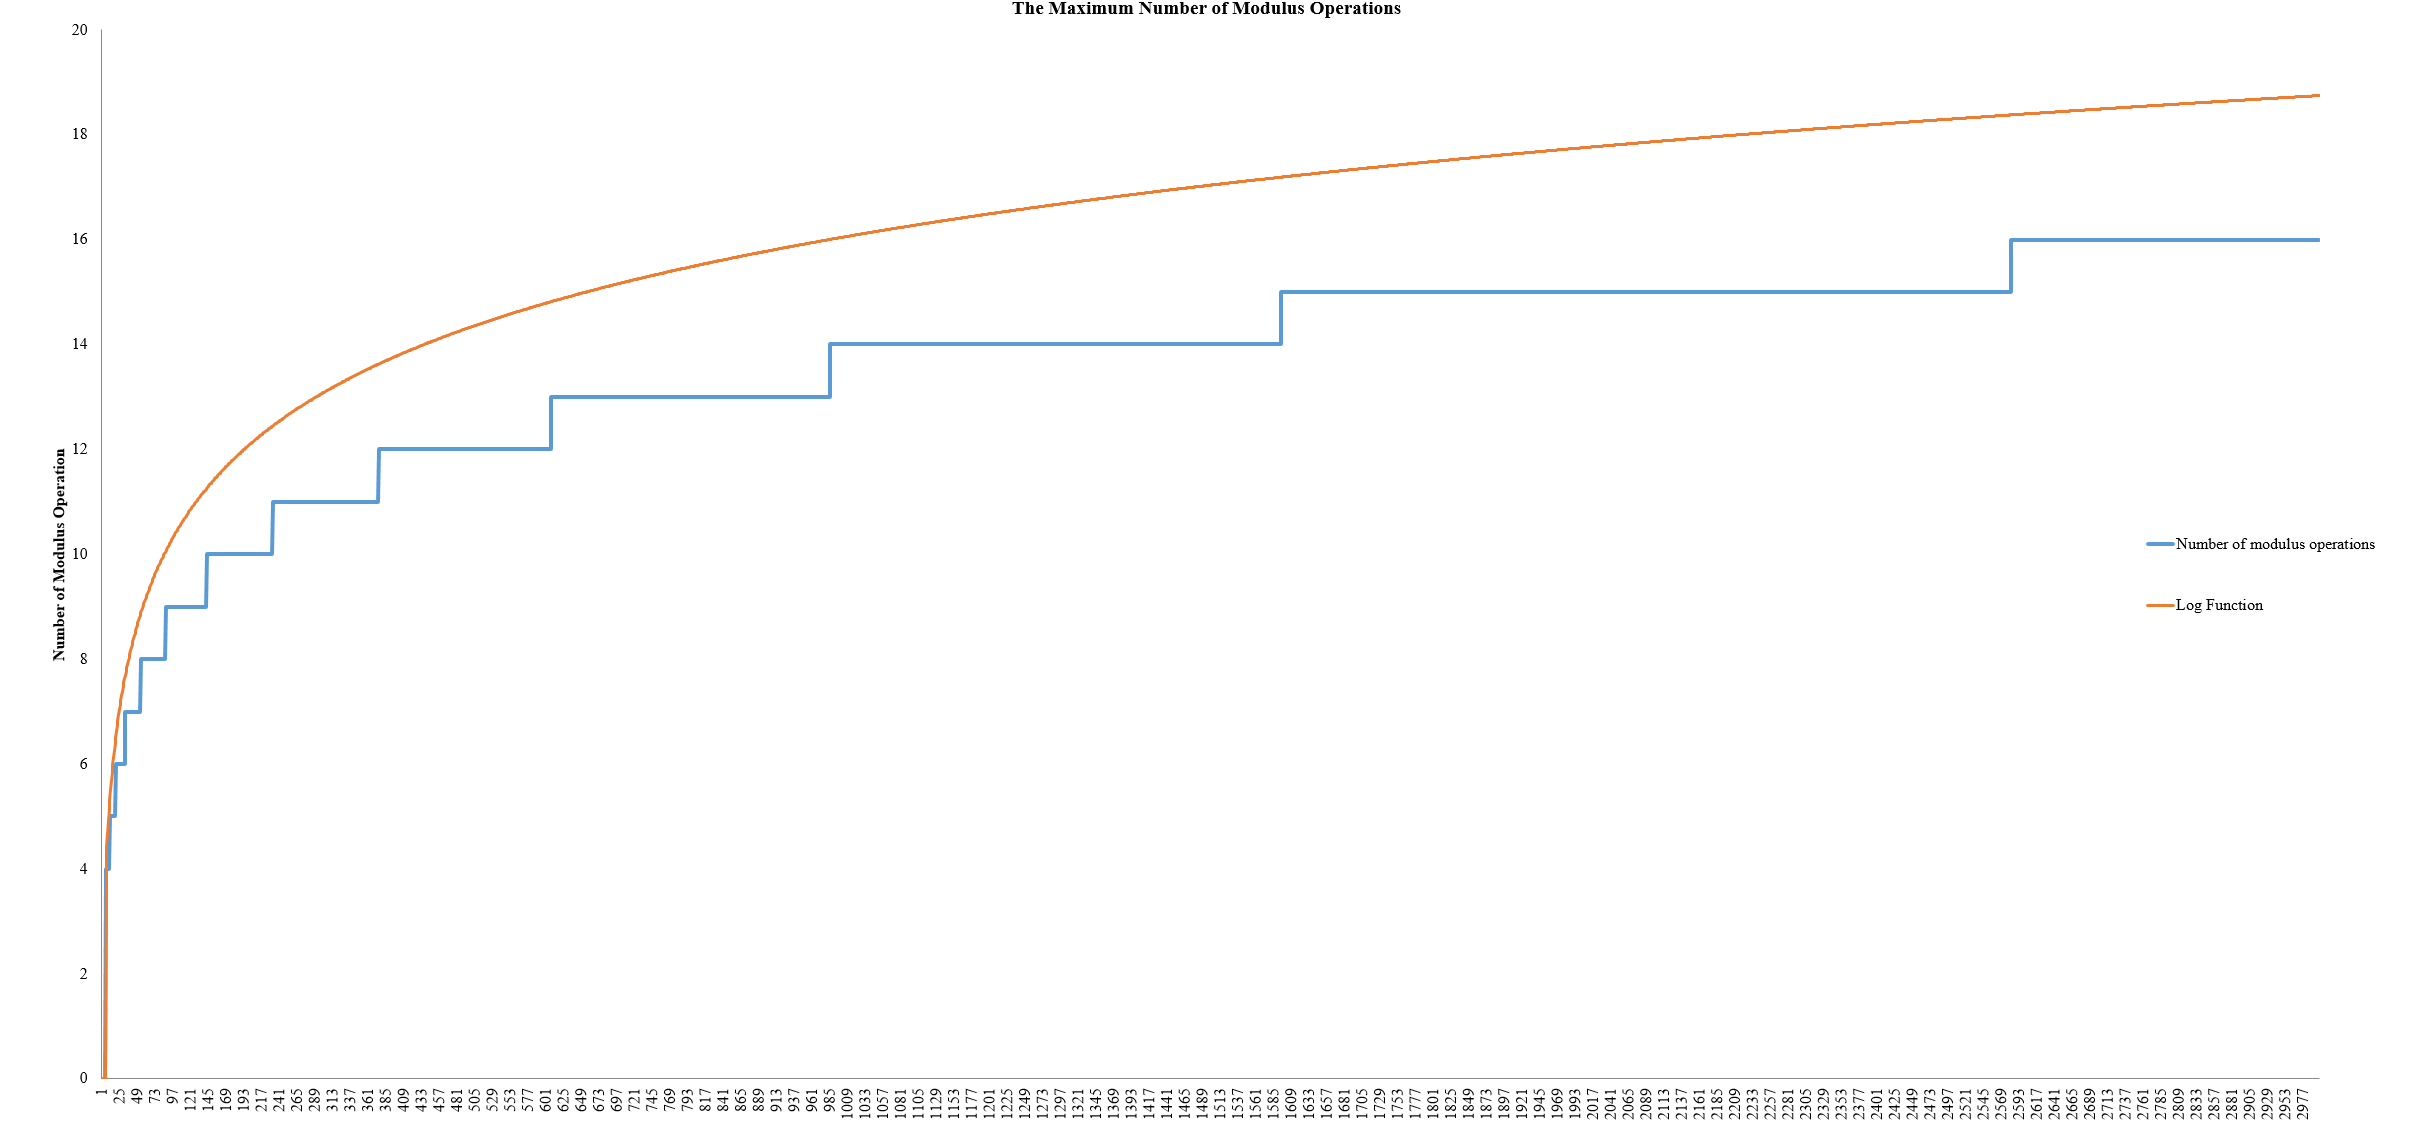 The Maximum Number of Modulus Operations
20
18
16
14
12
10
8
6
4
2
0
Number of Modulus Operation
Number of modulus operations
Log Function
1 25 49 73 97 121 145 169 193 217 241 265 289 313 337 361 385 409 433 457 481 505 529 553 577 601 625 649 673 697 721 745 769 793 817 841 865 889 913 937 961 985 1009 1033 1057 1081 1105 1129 1153 1177 1201 1225 1249 1273 1297 1321 1345 1369 1393 1417 1441 1465 1489 1513 1537 1561 1585 1609 1633 1657 1681 1705 1729 1753 1777 1801 1825 1849 1873 1897 1921 1945 1969 1993 2017 2041 2065 2089 2113 2137 2161 2185 2209 2233 2257 2281 2305 2329 2353 2377 2401 2425 2449 2473 2497 2521 2545 2569 2593 2617 2641 2665 2689 2713 2737 2761 2785 2809 2833 2857 2881 2905 2929 2953 2977